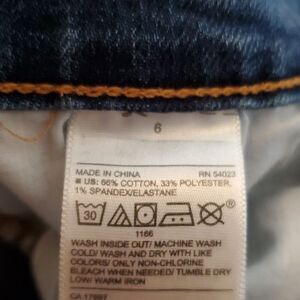 6
MADE IN CHINA RN 54023
US: 66% COTTON, 33% POLYESTER,
1% SPANDEX/ELASTANE
30
1166
WASH INSIDE OUT/ MACHINE WASH
COLD/ WASH AND DRY WITH LIKE
COLORS/ ONLY NON-CHLORINE
BLEACH WHEN NEEDED/ TUMBLE DRY
LOW/ WARM IRON
CA 17897